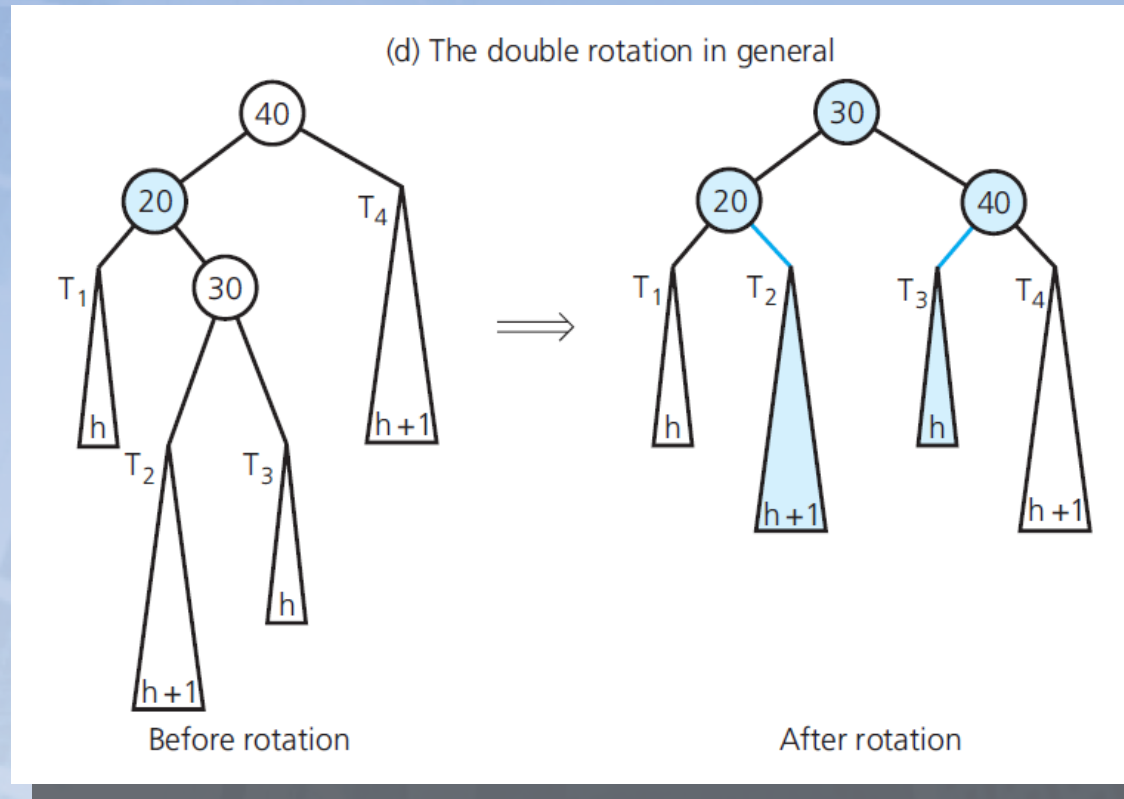 (d) The double rotation in general
40
30
20
T4
20
40
T1
30
T1
T2
T3
T4
h
h+1
h
h
T2
T3
h+1
h+1
h
h+1
Before rotation
After rotation